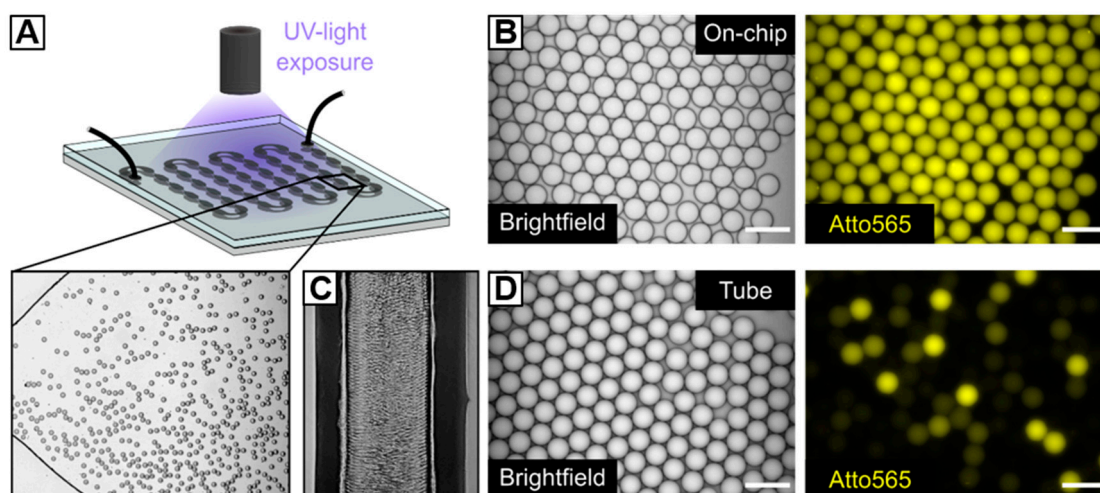 A
UV-light
exposure
B
On-chip
Brightfield
Atto565
C
D
Tube
Brightfield
Atto565